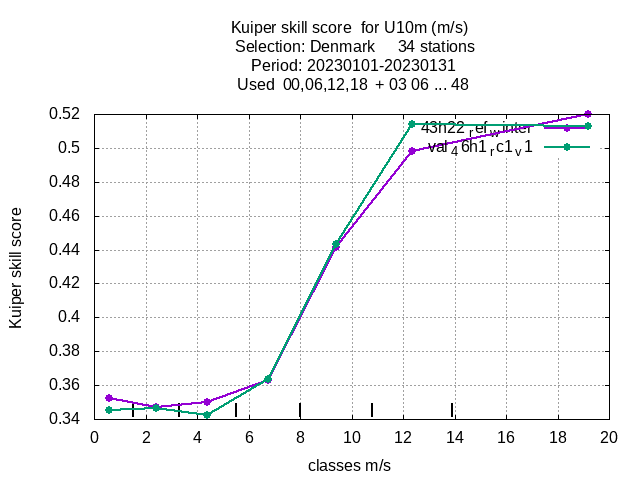 Kuiper skill score  for U10m (m/s)
Selection: Denmark     34 stations
Period: 20230101-20230131
Used  00,06,12,18  + 03 06 ... 48
0.52
0.5
0.48
0.46
0.44
0.42
0.4
0.38
0.36
0.34
Kuiper skill score
43h22_ref_winter
val_46h1_rc1_v1
0 2 4 6 8 10 12 14 16 18 20
classes m/s